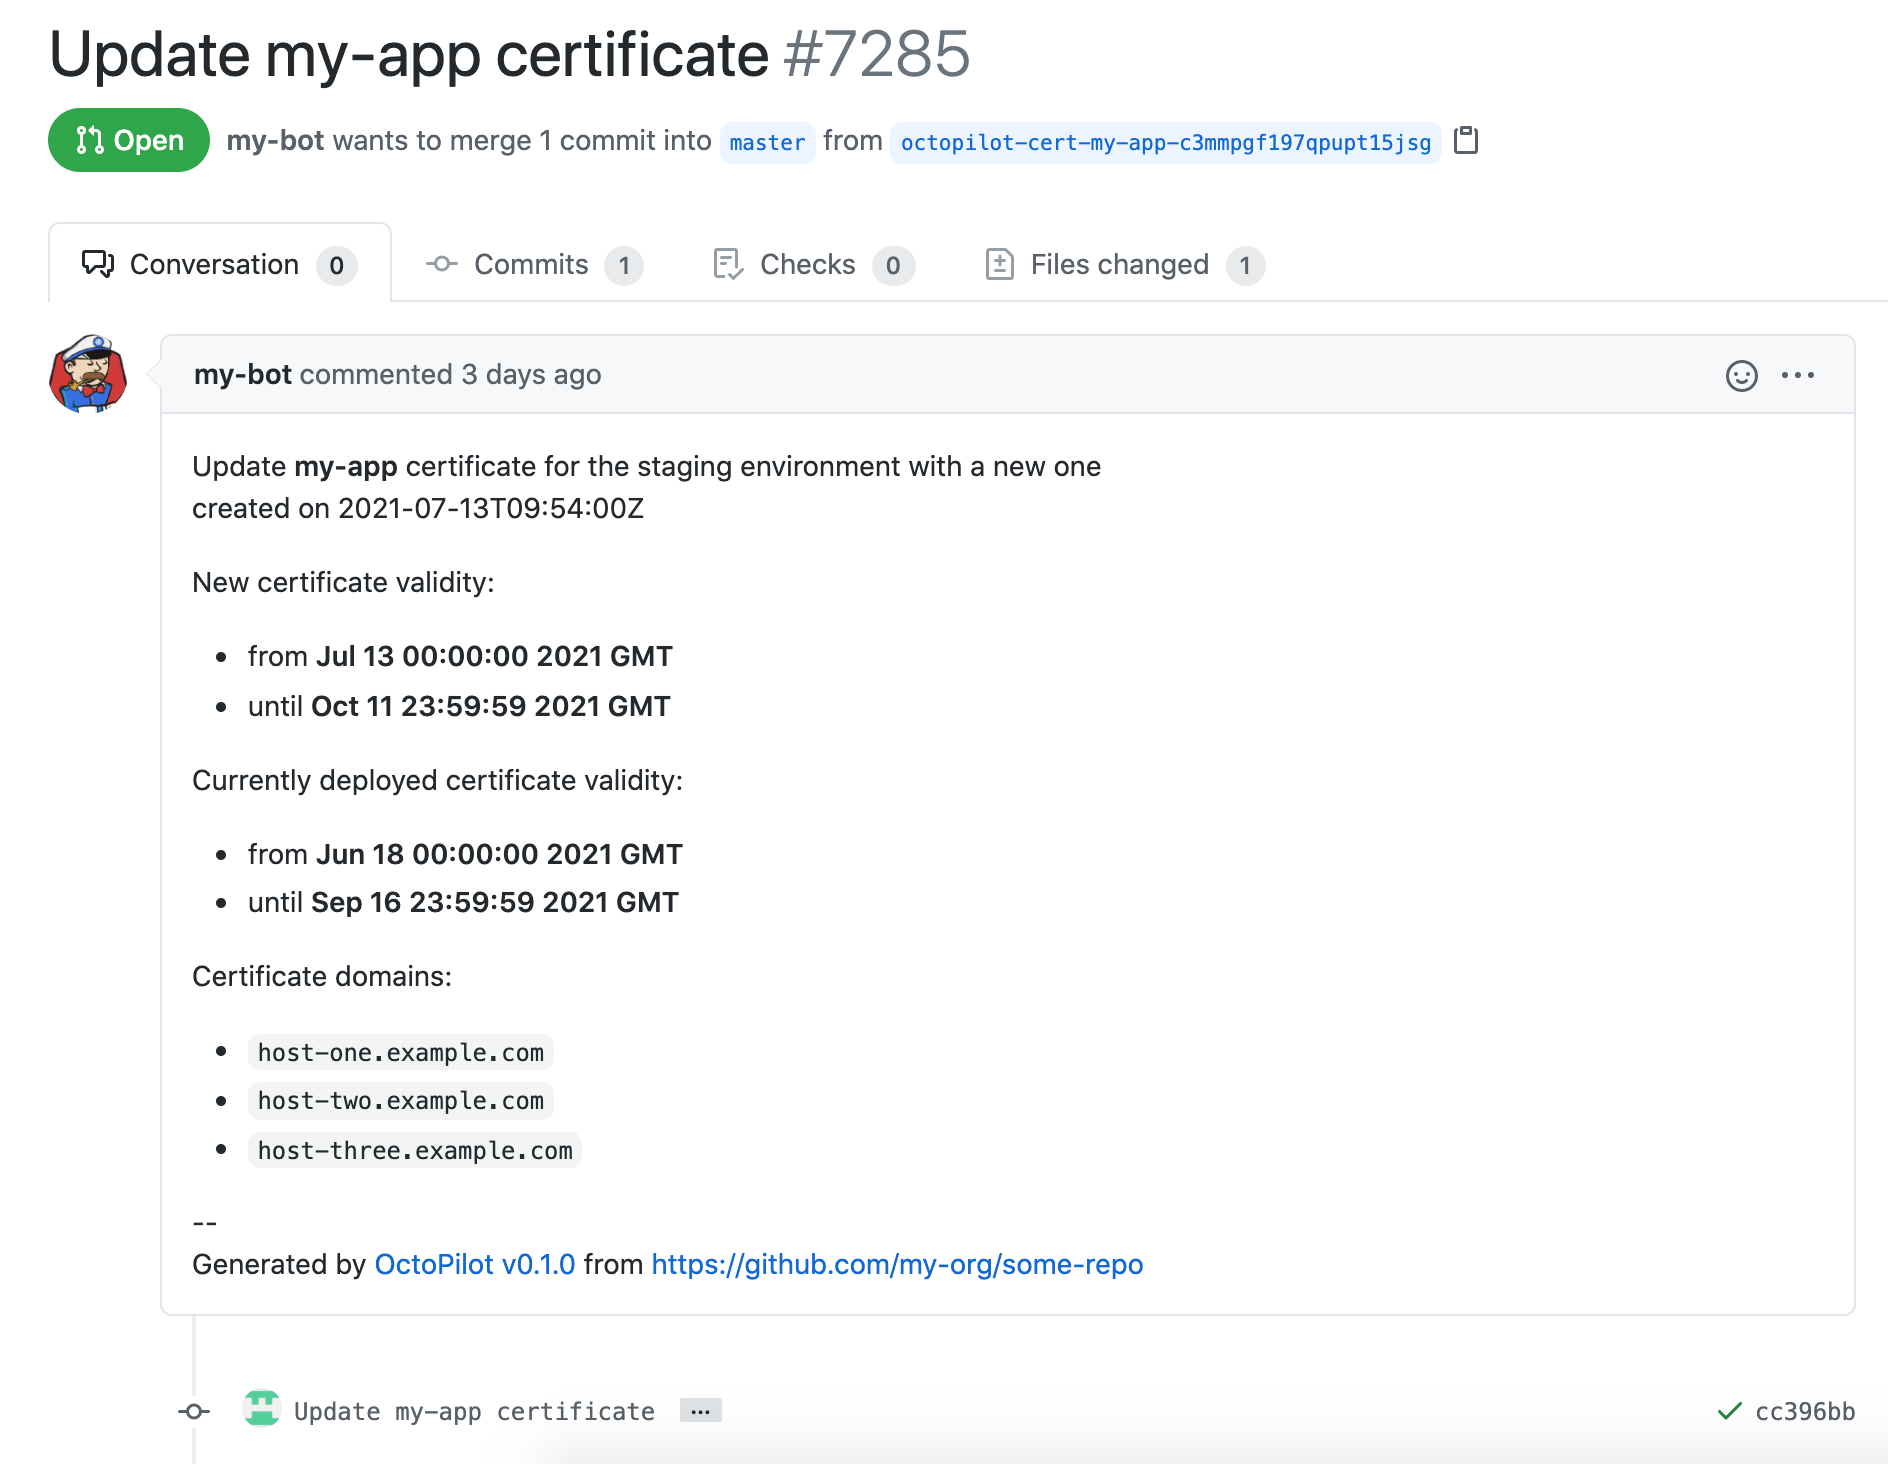 Update my-app certificate #7285
Open my-bot wants to merge 1 commit into master from octopilot-cert-my-app-c3mmpgf197qpupt15jsg
Conversation 0 Commits 1 Checks 0 Files changed 1
my-bot commented 3 days ago
Update my-app certificate for the staging environment with a new one
created on 2021-07-13T09:54:00Z
New certificate validity:
• from Jul 13 00:00:00 2021 GMT
• until Oct 11 23:59:59 2021 GMT
Currently deployed certificate validity:
• from Jun 18 00:00:00 2021 GMT
• until Sep 16 23:59:59 2021 GMT
Certificate domains:
• host-one.example.com
• host-two.example.com
• host-three.example.com
--
Generated by OctoPilot v0.1.0 from https://github.com/my-org/some-repo
Update my-app certificate ... cc396bb